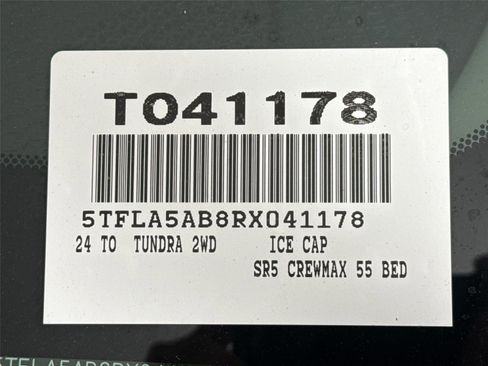 T041178
5TFLA5AB8RX041178
24 TO TUNDRA 2WD ICE CAP
SR5 CREWMAX 55 BED